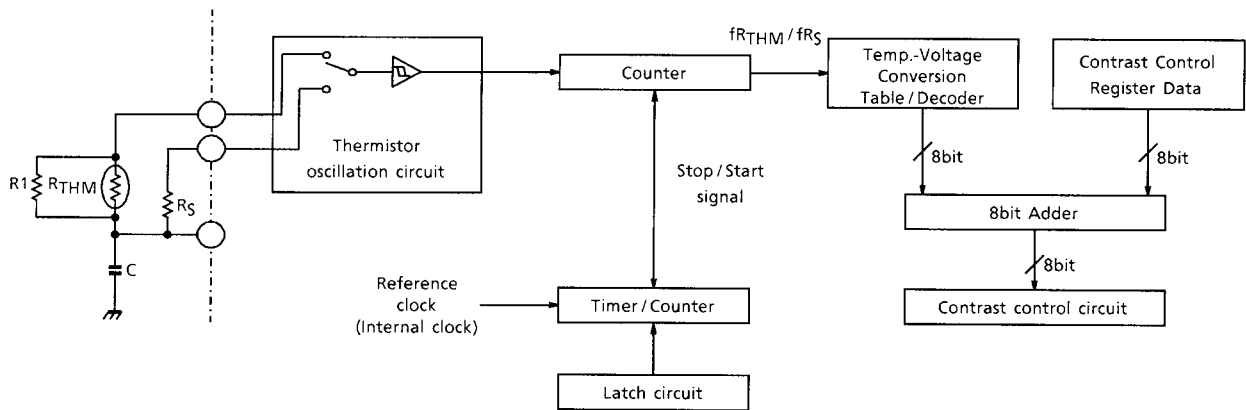 fRTHM/fRS
Counter
Temp.-Voltage
Conversion
Table/Decoder
Contrast Control
Register Data
Thermistor
oscillation circuit
R1
RTHM
RS
C
Stop/Start
signal
8bit
8bit
8bit Adder
8bit
Contrast control circuit
Reference
clock
(Internal clock)
Timer/Counter
Latch circuit